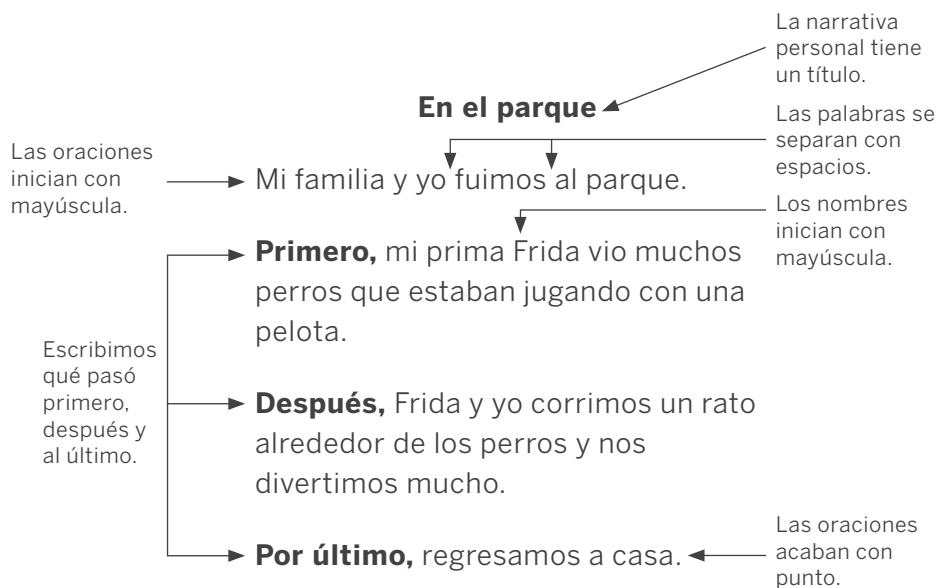 La narrativa
personal tiene
un título.
En el parque
Las palabras se
separan con
espacios.
Las oraciones
inician con
mayúscula.
Mi familia y yo fuimos al parque.
Los nombres
inician con
mayúscula.
Primero, mi prima Frida vio muchos
perros que estaban jugando con una
pelota.
Escribimos
qué pasó
primero,
después y
al último.
Después, Frida y yo corrimos un rato
alrededor de los perros y nos
divertimos mucho.
Por último, regresamos a casa.
Las oraciones
acaban con
punto.